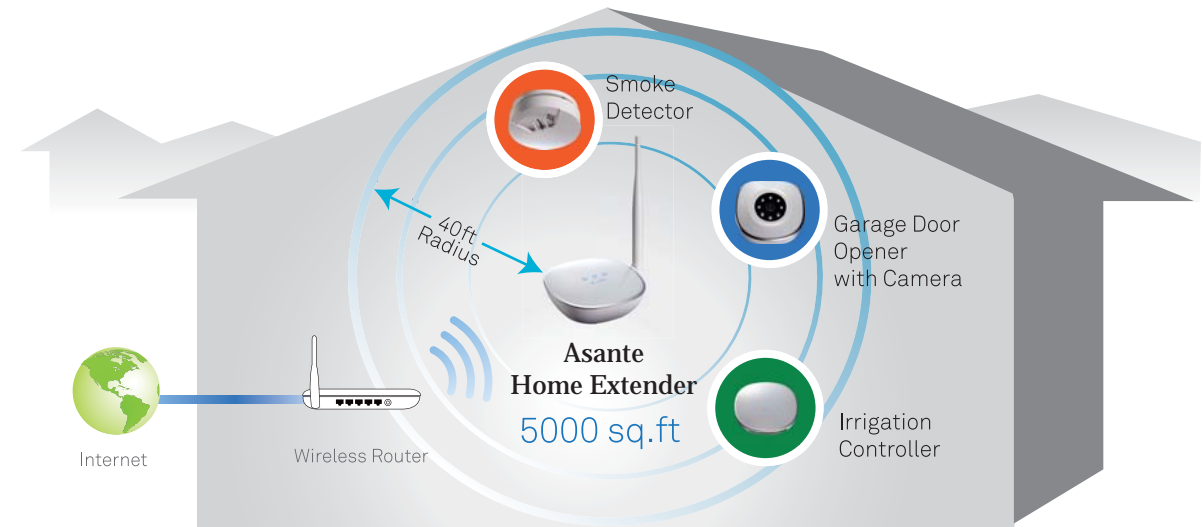 Smoke
Detector
40ft
Radius
Garage Door
Opener
with Camera
Asante
Home Extender
5000 sq.ft
Irrigation
Controller
Internet
Wireless Router